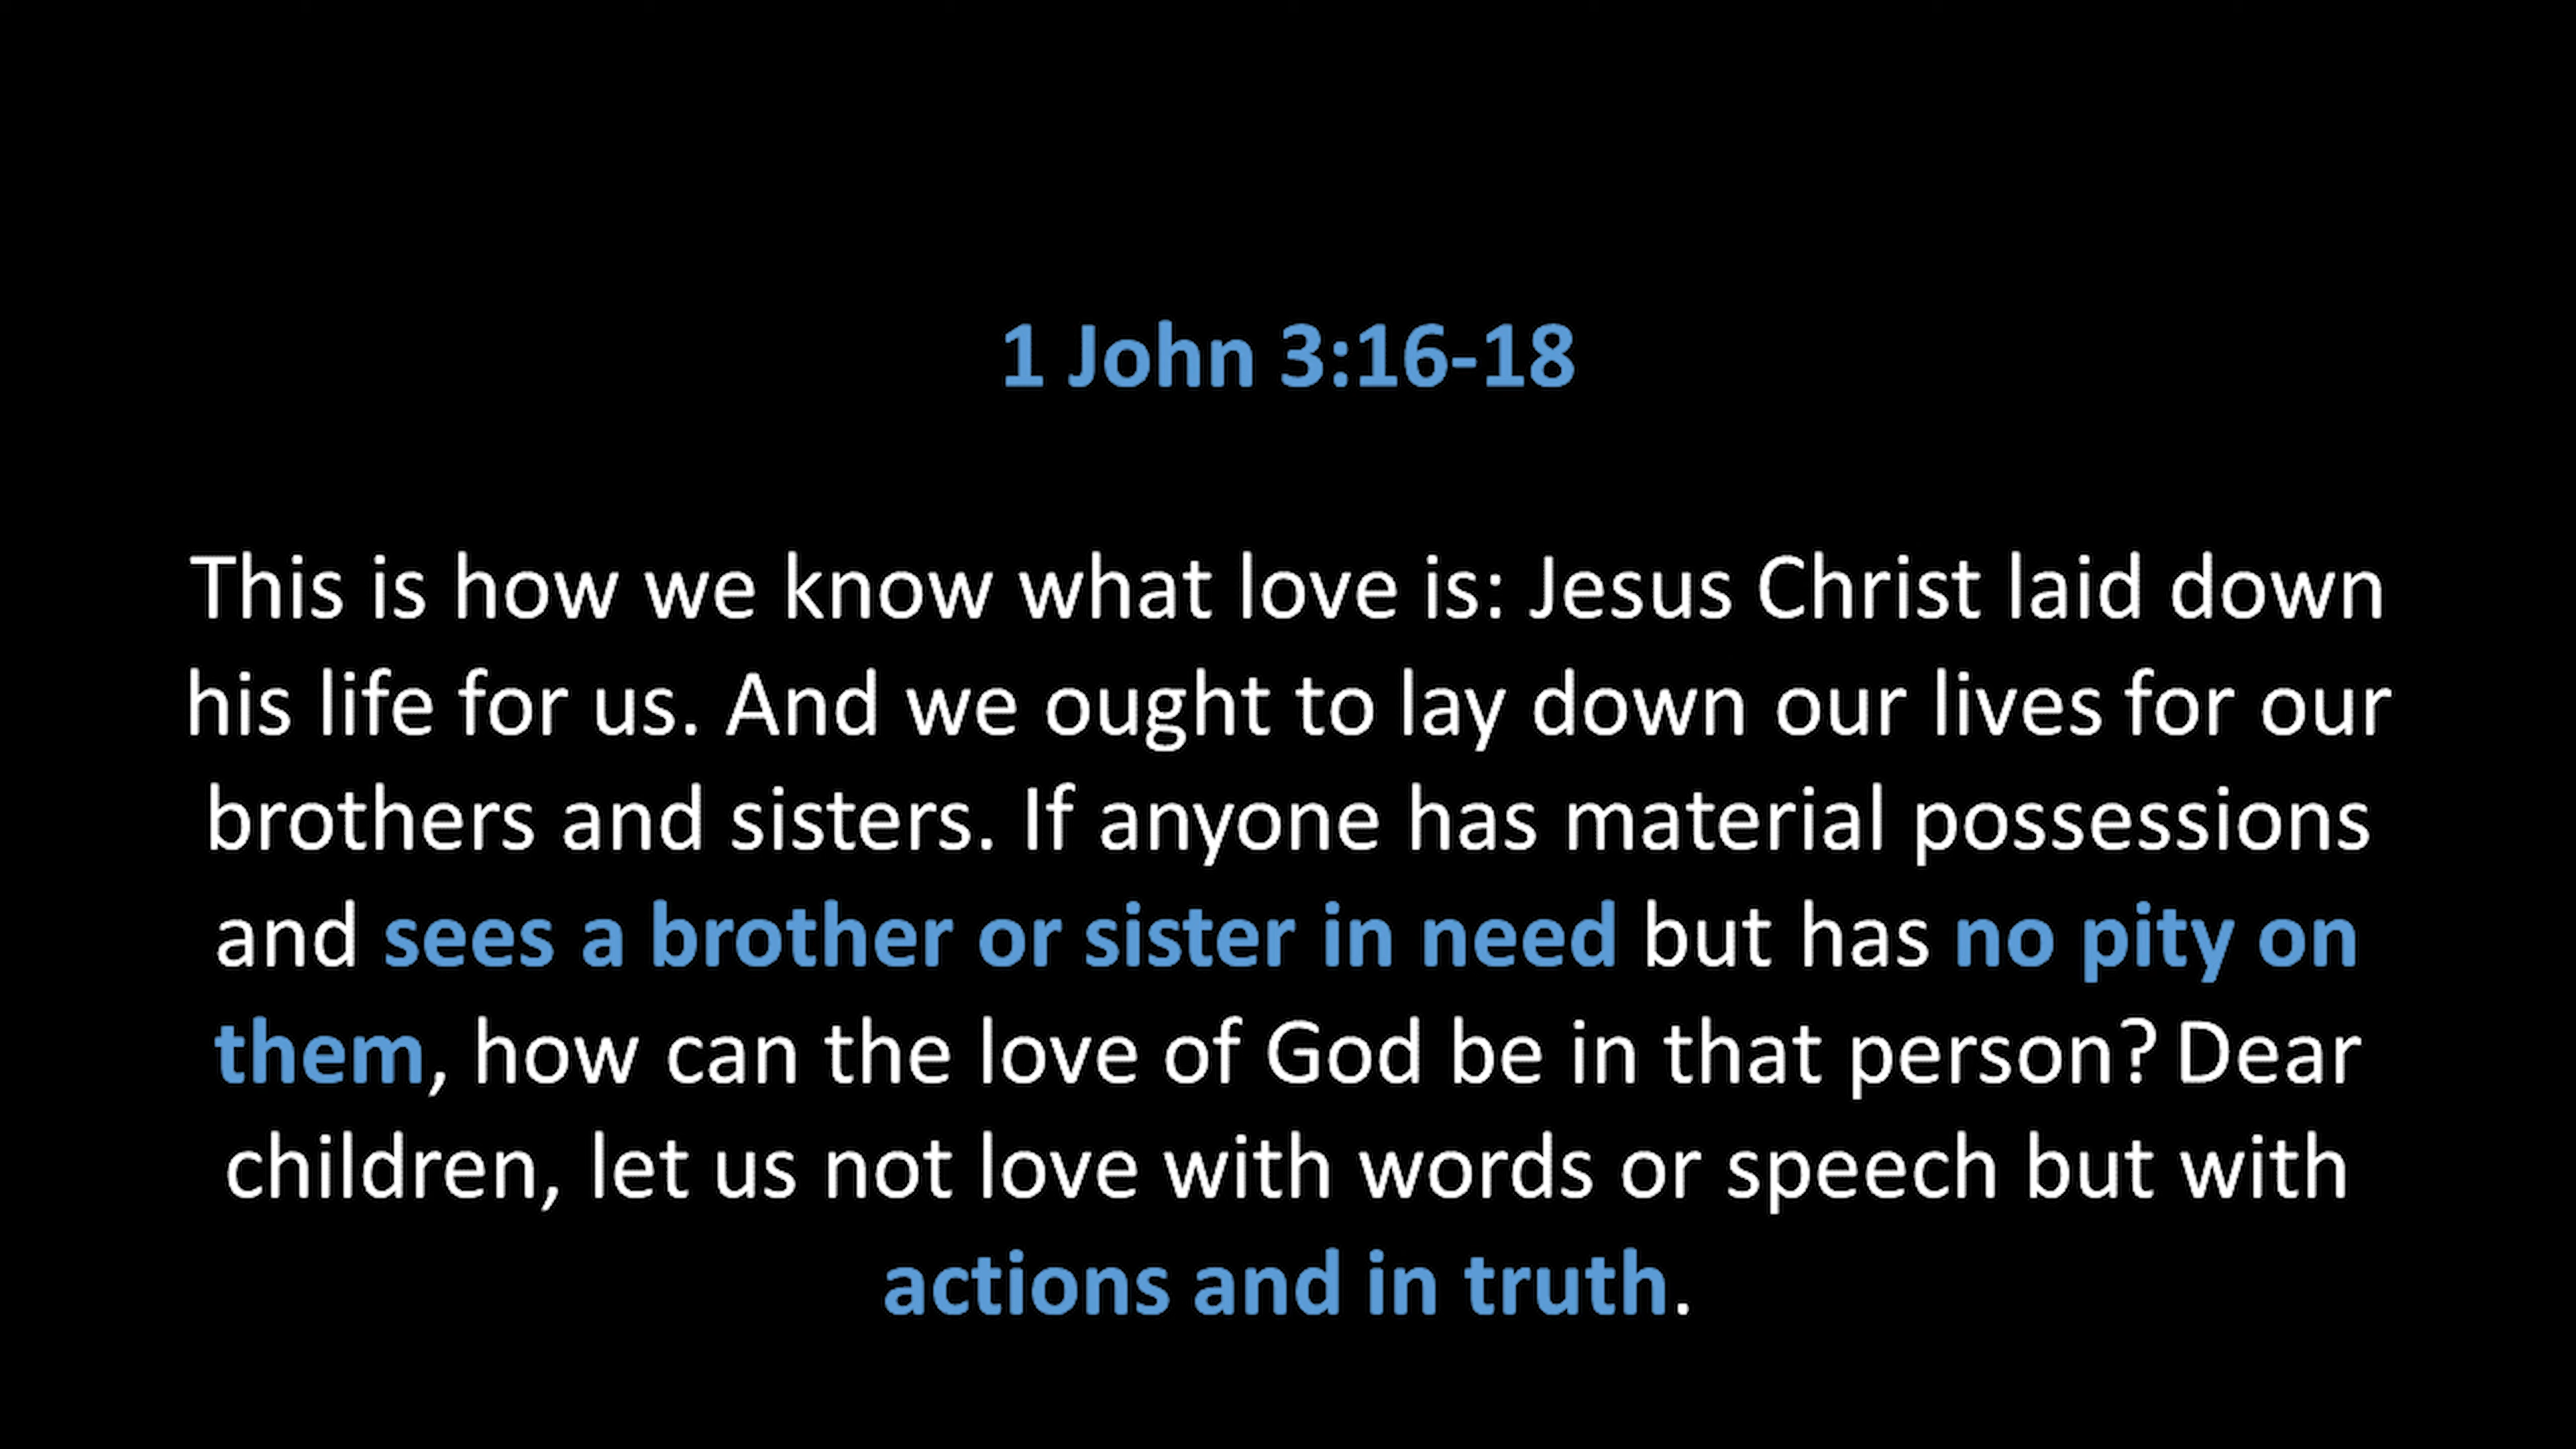 1 John 3:16-18
This is how we know what love is: Jesus Christ laid down
his life for us. And we ought to lay down our lives for our
brothers and sisters. If anyone has material possessions
and sees a brother or sister in need but has no pity on
them, how can the love of God be in that person? Dear
children, let us not love with words or speech but with
actions and in truth.